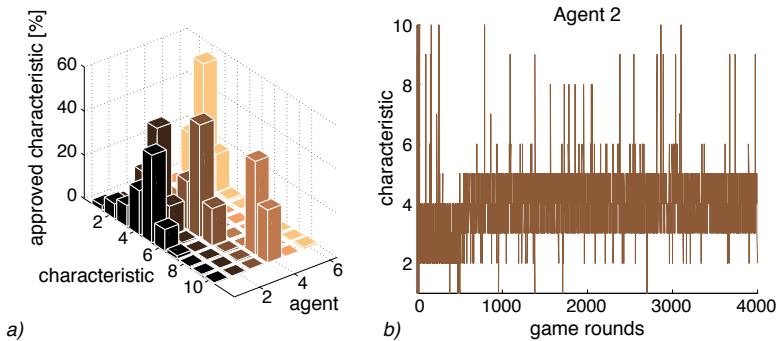 approved characteristic [%]
60
40
20
0
2
4
6
8
10
characteristic
2
4
6
agent
a)
Agent 2
characteristic
10
8
6
4
2
0
1000
2000
3000
4000
game rounds
b)